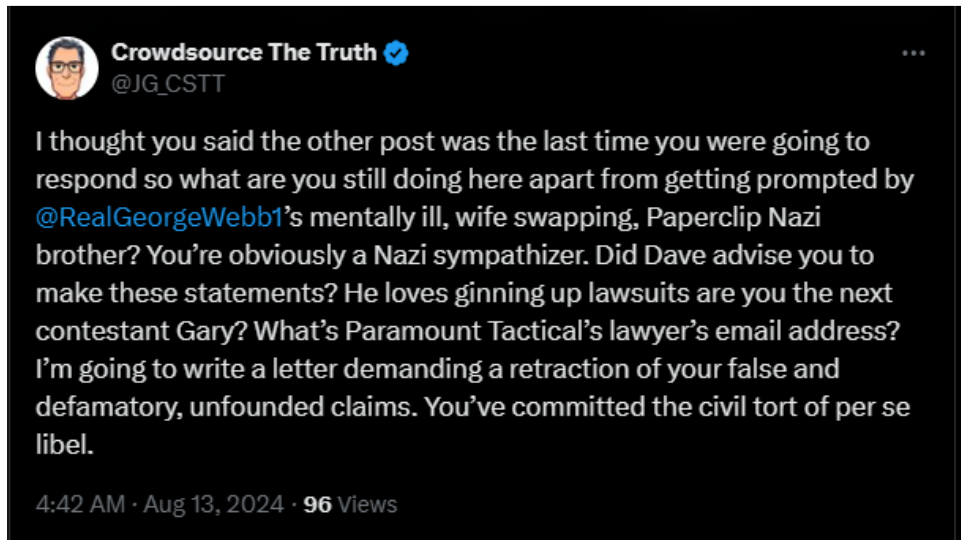 Crowdsource The Truth
@JG_CSTT
I thought you said the other post was the last time you were going to
respond so what are you still doing here apart from getting prompted by
@RealGeorgeWebb1’s mentally ill, wife swapping, Paperclip Nazi
brother? You’re obviously a Nazi sympathizer. Did Dave advise you to
make these statements? He loves ginning up lawsuits are you the next
contestant Gary? What’s Paramount Tactical’s lawyer’s email address?
I’m going to write a letter demanding a retraction of your false and
defamatory, unfounded claims. You’ve committed the civil tort of per se
libel.
4:42 AM · Aug 13, 2024 · 96 Views